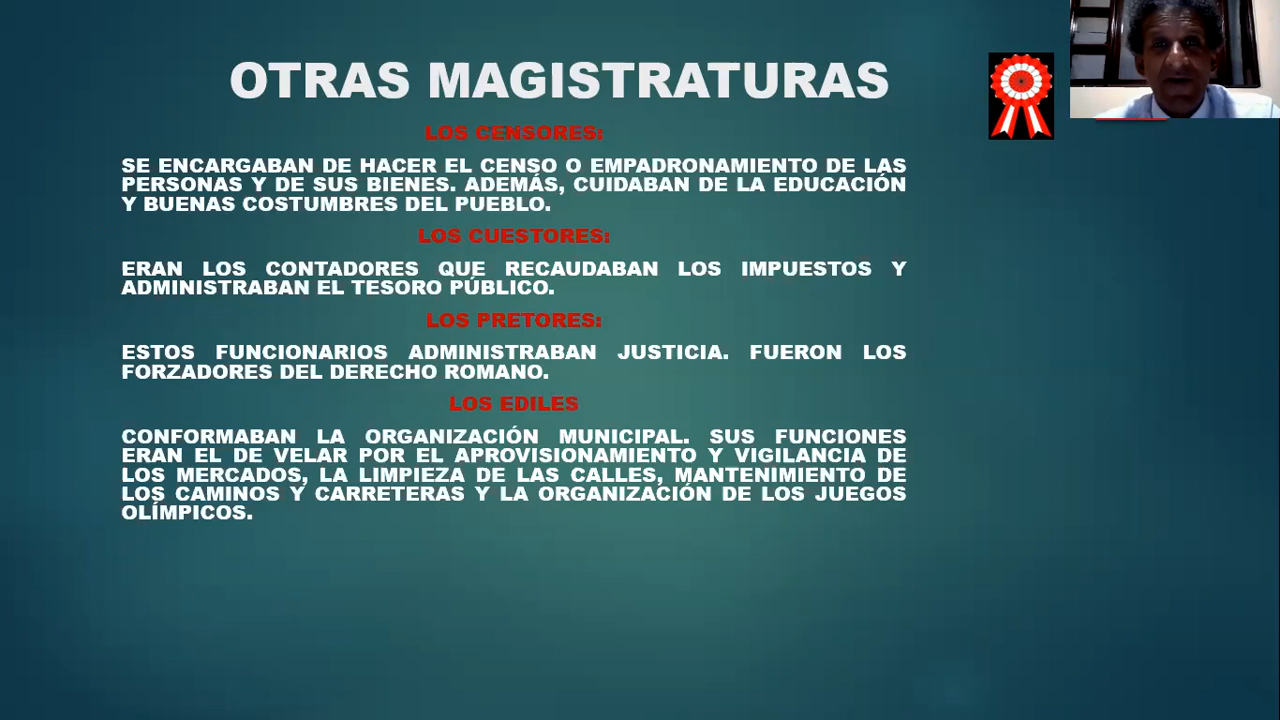 OTRAS MAGISTRATURAS
LOS CENSORES:
SE ENCARGABAN DE HACER EL CENSO O EMPADRONAMIENTO DE LAS
PERSONAS Y DE SUS BIENES. ADEMÁS, CUIDABAN DE LA EDUCACIÓN
Y BUENAS COSTUMBRES DEL PUEBLO.
LOS CUESTORES:
ERAN LOS CONTADORES QUE RECAUDABAN LOS IMPUESTOS Y
ADMINISTRABAN EL TESORO PÚBLICO.
LOS PRETORES:
ESTOS FUNCIONARIOS ADMINISTRABAN JUSTICIA. FUERON LOS
FORZADORES DEL DERECHO ROMANO.
LOS EDILES
CONFORMABAN LA ORGANIZACIÓN MUNICIPAL. SUS FUNCIONES
ERAN EL DE VELAR POR EL APROVISIONAMIENTO Y VIGILANCIA DE
LOS MERCADOS, LA LIMPIEZA DE LAS CALLES, MANTENIMIENTO DE
LOS CAMINOS Y CARRETERAS Y LA ORGANIZACIÓN DE LOS JUEGOS
OLÍMPICOS.